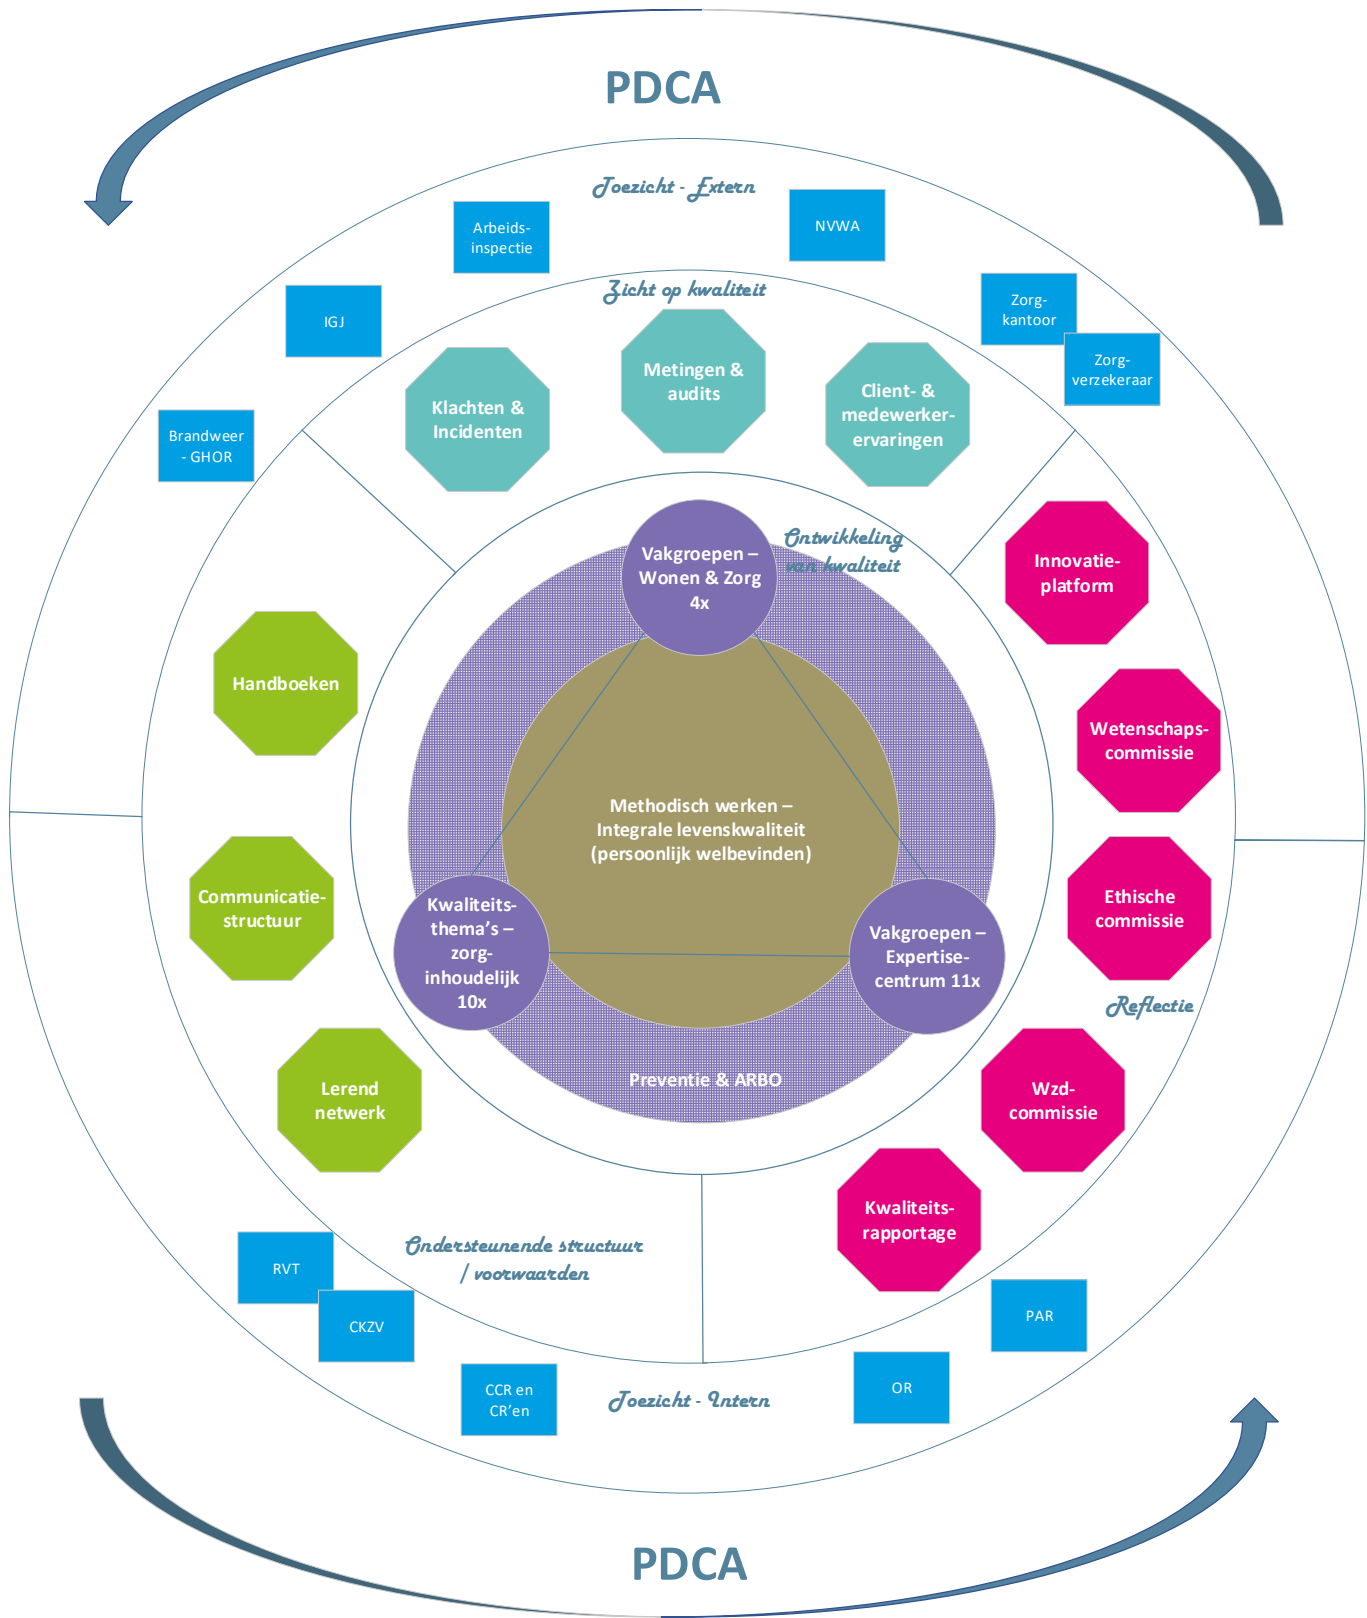 PDCA
Toezicht - Extern
Arbeids-
inspectie
NVWA
IGJ
Zorg-
kantoor
Zorg-
verzekeraar
Brandweer
- GHOR
Zicht op kwaliteit
Klachten &
Incidenten
Metingen &
audits
Client- &
medewerker-
ervaringen
Ontwikkeling
van kwaliteit
Vakgroepen –
Wonen & Zorg
4x
Innovatie-
platform
Handboeken
Wetenschaps-
commissie
Methodisch werken –
Integrale levenskwaliteit
(persoonlijk welbevinden)
Communicatie-
structuur
Kwaliteits-
thema's –
zorg-
inhoudelijk
10x
Vakgroepen –
Expertise-
centrum 11x
Ethische
commissie
Reflectie
Preventie & ARBO
Lerend
netwerk
Wzd-
commissie
Kwaliteits-
rapportage
Ondersteunende structuur
/ voorwaarden
RVT
CKZV
CCR en
CR'en
Toezicht - Intern
OR
PAR
PDCA